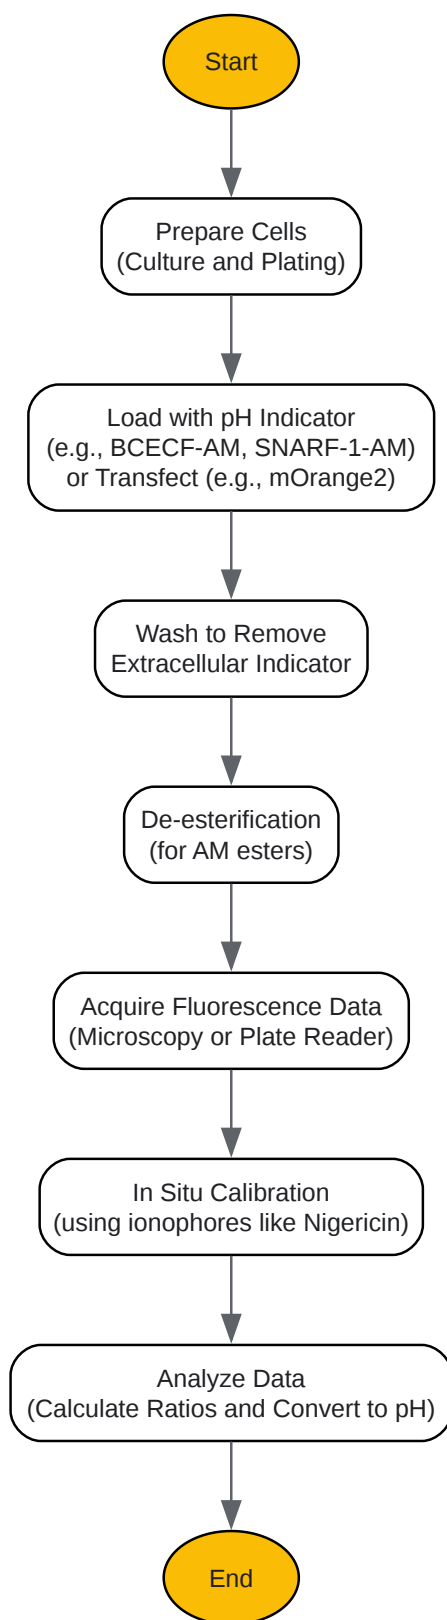 Start
Prepare Cells
(Culture and Plating)
Load with pH Indicator
(e.g., BCECF-AM, SNARF-1-AM)
or Transfect (e.g., mOrange2)
Wash to Remove
Extracellular Indicator
De-esterification
(for AM esters)
Acquire Fluorescence Data
(Microscopy or Plate Reader)
In Situ Calibration
(using ionophores like Nigericin)
Analyze Data
(Calculate Ratios and Convert to pH)
End